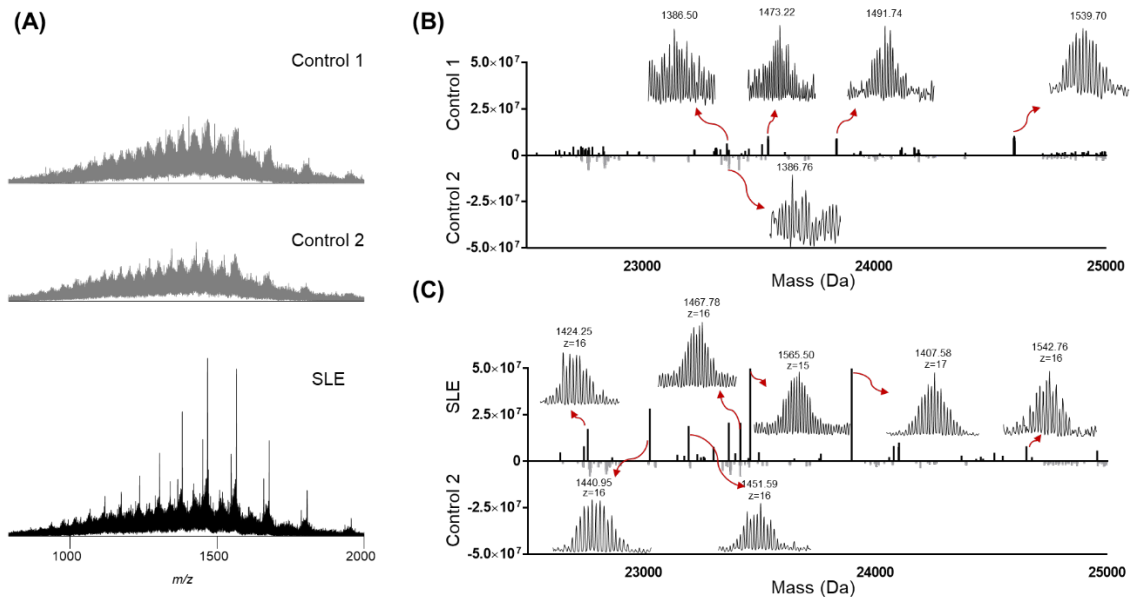 (A)
Control 1
Control 2
SLE
1000
1500
2000
m/z
(B)
1386.50
1473.22
1491.74
1539.70
Control 1
5.0×10⁷
2.5×10⁷
0
Control 2
-2.5×10⁷
-5.0×10⁷
1386.76
23000
24000
25000
Mass (Da)
(C)
1424.25
z=16
1467.78
z=16
1565.50
z=15
1407.58
z=17
1542.76
z=16
SLE
5.0×10⁷
2.5×10⁷
0
Control 2
-2.5×10⁷
-5.0×10⁷
1440.95
z=16
1451.59
z=16
23000
24000
25000
Mass (Da)